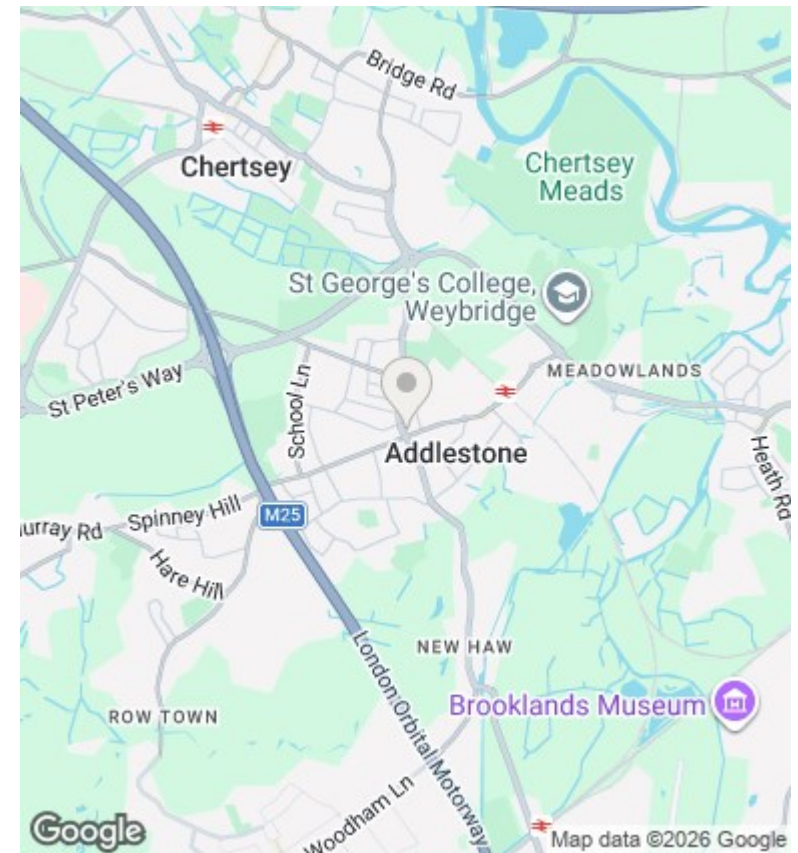 Bridge Rd
Chertsey
Chertsey
Meads
St George's College,
Weybridge
St Peter's Way
School Ln
MEADOWLANDS
Addlestone
Heath Rd
Spinney Hill
M25
urray Rd
Hare Hill
NEW HAW
London Orbital Motorway
Brooklands Museum
ROW TOWN
Woodham Ln
Google
Map data ©2026 Google